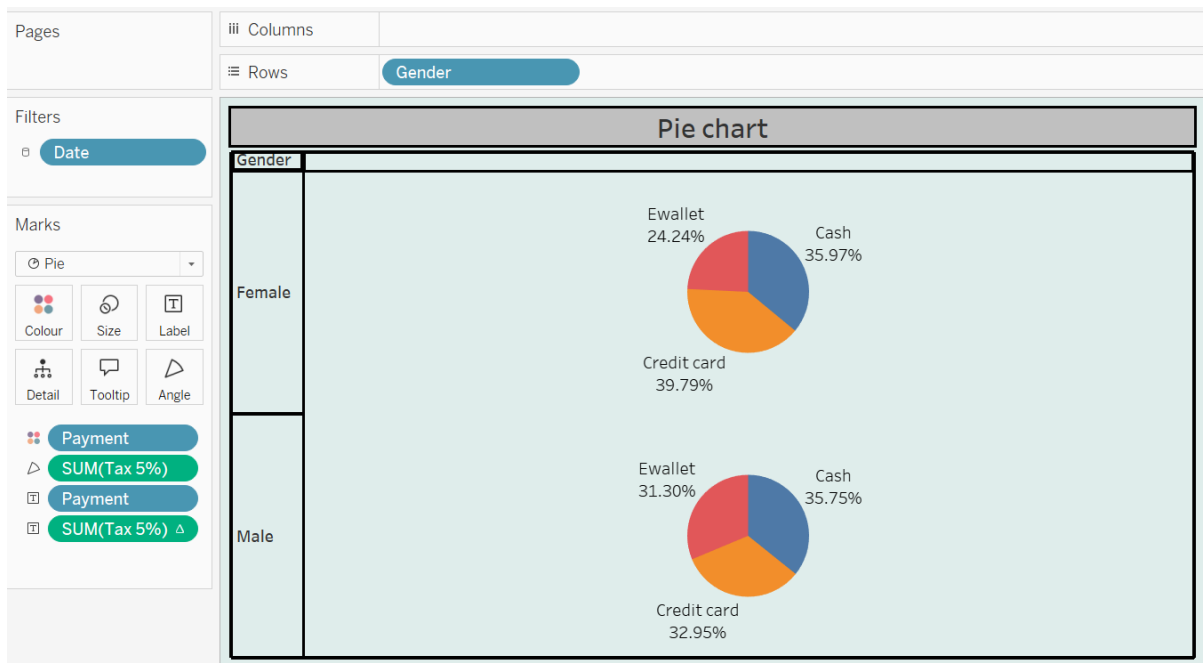 Pages
Columns
Rows
Gender
Filters
Date
Marks
Pie
Colour
Size
Label
Detail
Tooltip
Angle
Payment
SUM(Tax 5%)
Payment
SUM(Tax 5%) Δ
Pie chart
Gender
Female
Ewallet
24.24%
Cash
35.97%
Credit card
39.79%
Male
Ewallet
31.30%
Cash
35.75%
Credit card
32.95%